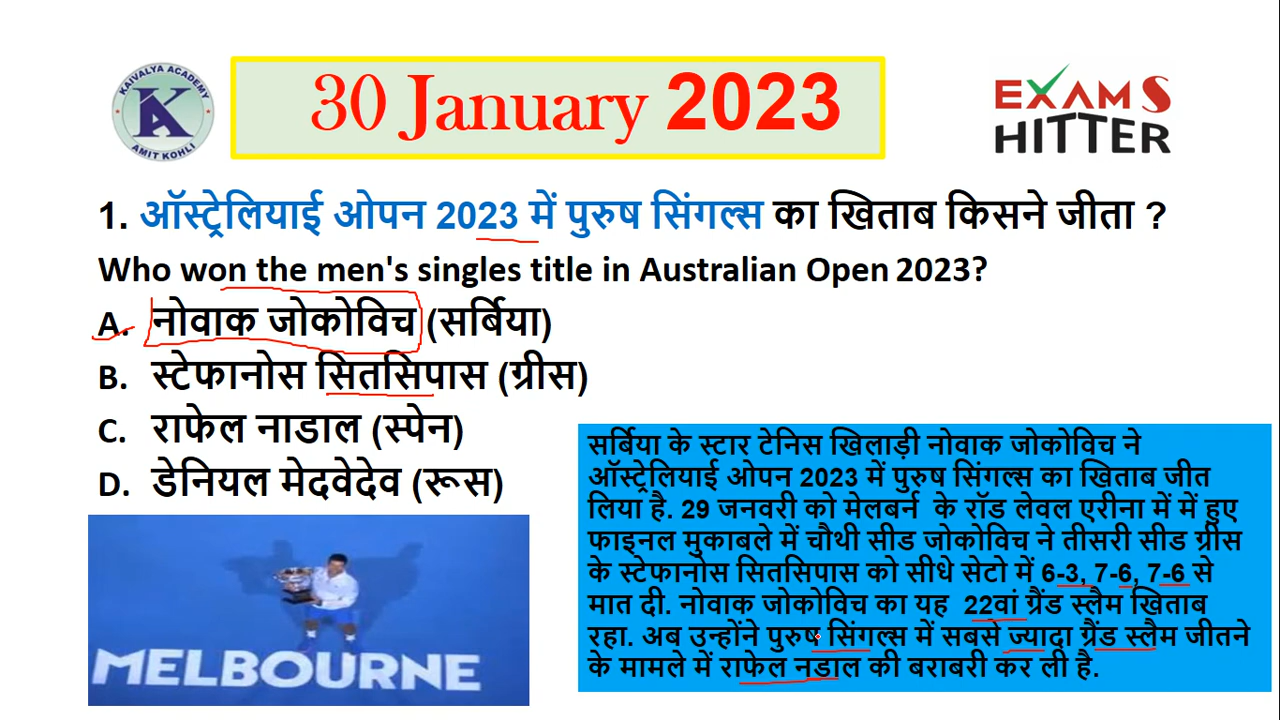 KAIVALYA ACADEMY
KA
AMIT KOHLI
30 January 2023
EXAMS
HITTER
1. ऑस्ट्रेलियाई ओपन 2023 में पुरुष सिंगल्स का खिताब किसने जीता ?
Who won the men's singles title in Australian Open 2023?
A. नोवाक जोकोविच (सर्बिया)
B. स्टेफानोस सितसिपास (ग्रीस)
C. राफेल नाडाल (स्पेन)
D. डेनियल मेदवेदेव (रूस)
MELBOURNE
सर्बिया के स्टार टेनिस खिलाड़ी नोवाक जोकोविच ने
ऑस्ट्रेलियाई ओपन 2023 में पुरुष सिंगल्स का खिताब जीत
लिया है. 29 जनवरी को मेलबर्न के रॉड लेवल एरीना में में हुए
फाइनल मुकाबले में चौथी सीड जोकोविच ने तीसरी सीड ग्रीस
के स्टेफानोस सितसिपास को सीधे सेटो में 6-3, 7-6, 7-6 से
मात दी. नोवाक जोकोविच का यह 22वां ग्रैंड स्लैम खिताब
रहा. अब उन्होंने पुरुष सिंगल्स में सबसे ज्यादा ग्रैंड स्लैम जीतने
के मामले में राफेल नडाल की बराबरी कर ली है.